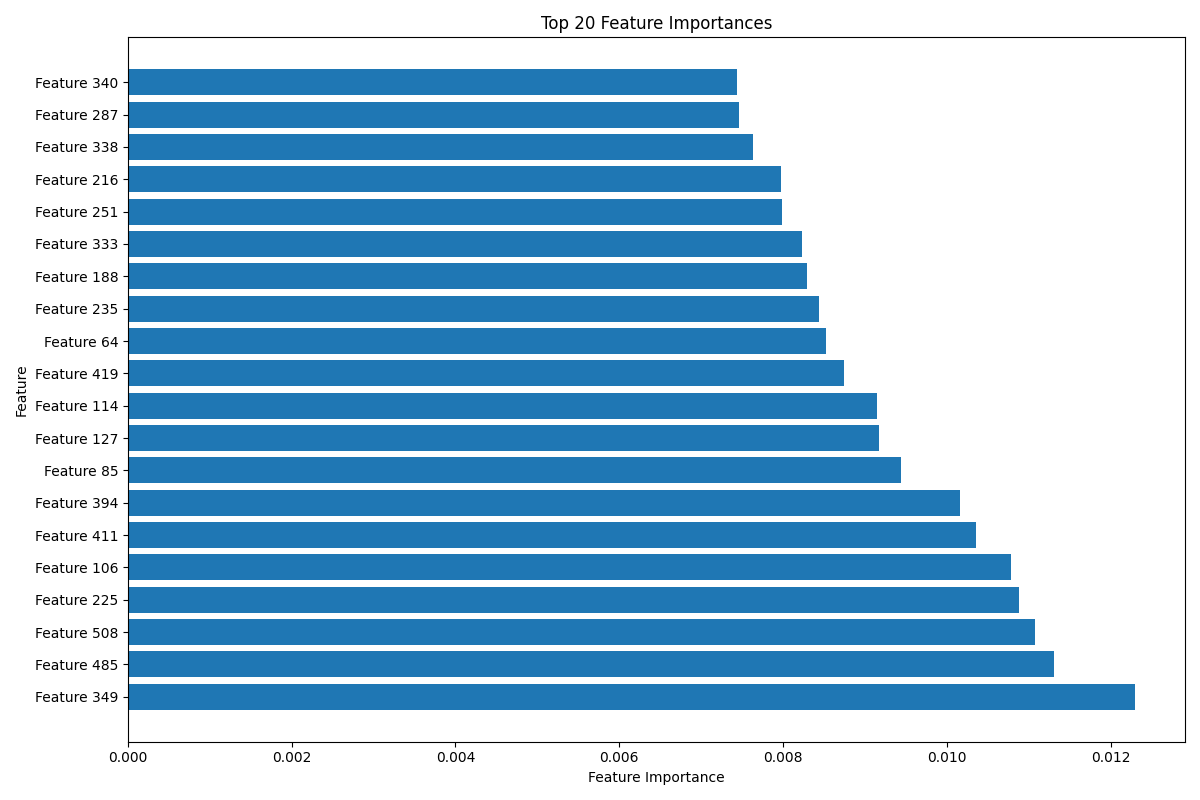 Top 20 Feature Importances
Feature
Feature 340
Feature 287
Feature 338
Feature 216
Feature 251
Feature 333
Feature 188
Feature 235
Feature 64
Feature 419
Feature 114
Feature 127
Feature 85
Feature 394
Feature 411
Feature 106
Feature 225
Feature 508
Feature 485
Feature 349
0.000 0.002 0.004 0.006 0.008 0.010 0.012
Feature Importance